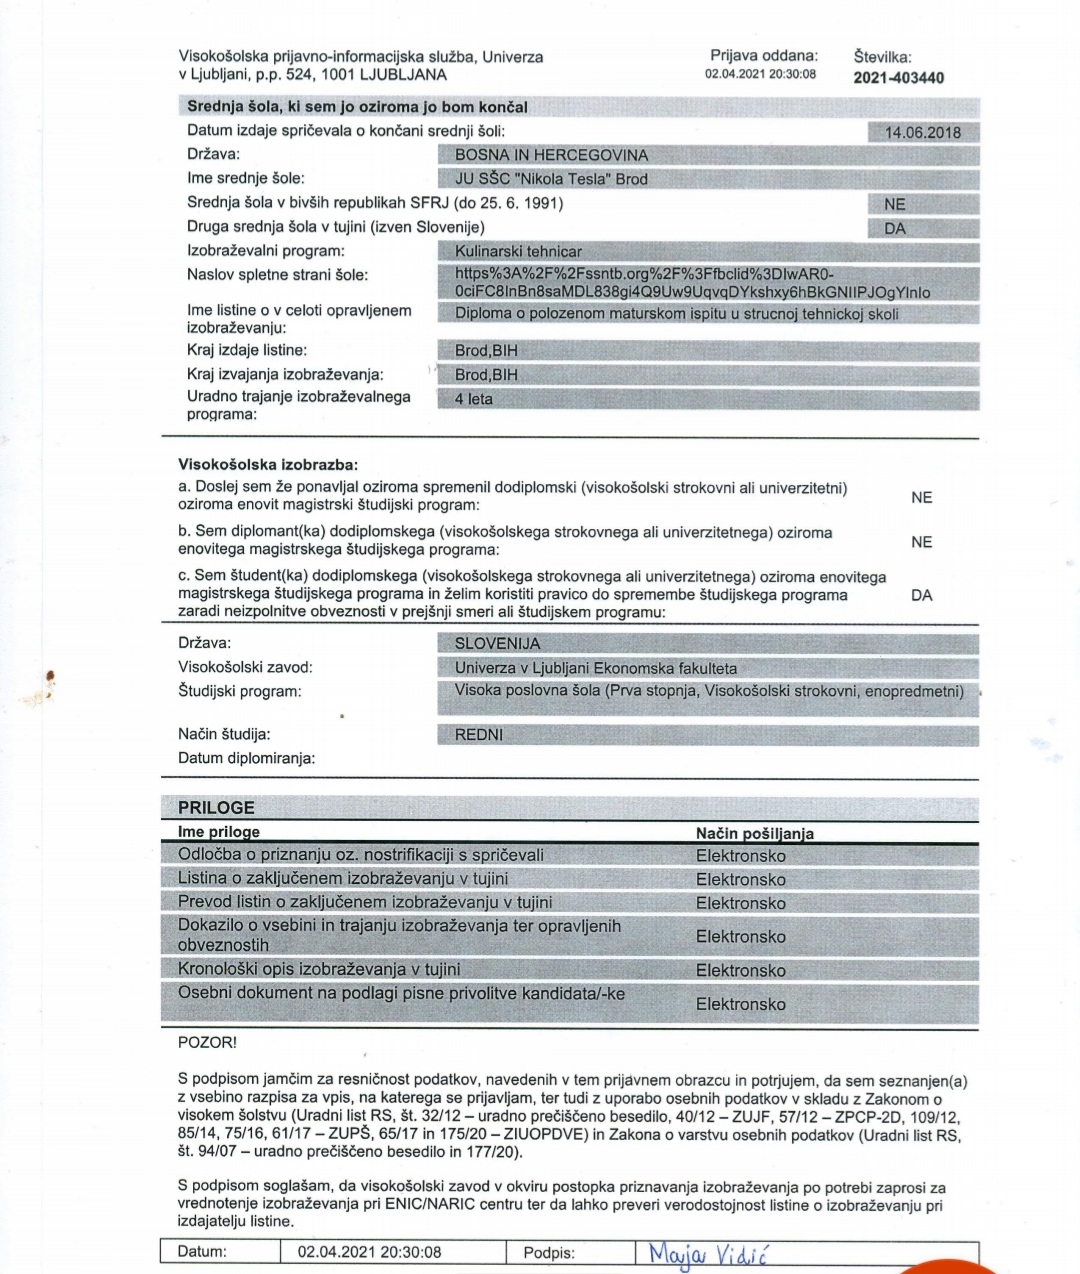 Visokošolska prijavno-informacijska služba, Univerza
v Ljubljani, p.p. 524, 1001 LJUBLJANA
Prijava oddana:
02.04.2021 20:30:08
Številka:
2021-403440
Srednja šola, ki sem jo oziroma jo bom končal
Datum izdaje spričevala o končani srednji šoli: 14.06.2018
Država: BOSNA IN HERCEGOVINA
Ime srednje šole: JU SŠC "Nikola Tesla" Brod
Srednja šola v bivših republikah SFRJ (do 25. 6. 1991) NE
Druga srednja šola v tujini (izven Slovenije) DA
Izobraževalni program: Kulinarski tehnicar
Naslov spletne strani šole: https%3A%2F%2Fssntb.org%2F%3Ffbclid%3DIwAR0-
0ciFC8InBn8saMDL838gi4Q9Uw9UqvqDYkshxy6hBkGNIIPJOgYInIo
Ime listine o v celoti opravljenem
izobraževanju:
Diploma o polozenom maturskom ispitu u strucnoj tehnickoj skoli
Kraj izdaje listine: Brod,BIH
Kraj izvajanja izobraževanja: Brod,BIH
Uradno trajanje izobraževalnega
programa:
4 leta
Visokošolska izobrazba:
a. Doslej sem že ponavljal oziroma spremenil dodiplomski (visokošolski strokovni ali univerzitetni)
oziroma enovit magistrski študijski program:
NE
b. Sem diplomant(ka) dodiplomskega (visokošolskega strokovnega ali univerzitetnega) oziroma
enovitega magistrskega študijskega programa:
NE
c. Sem študent(ka) dodiplomskega (visokošolskega strokovnega ali univerzitetnega) oziroma enovitega
magistrskega študijskega programa in želim koristiti pravico do spremembe študijskega programa
zaradi neizpolnitve obveznosti v prejšnji smeri ali študijskem programu:
DA
Država: SLOVENIJA
Visokošolski zavod: Univerza v Ljubljani Ekonomska fakulteta
Študijski program: Visoka poslovna šola (Prva stopnja, Visokošolski strokovni, enopredmetni)
Način študija: REDNI
Datum diplomiranja:
PRILOGE
Ime priloge Način pošiljanja
Odločba o priznanju oz. nostrifikaciji s spričevali Elektronsko
Listina o zaključenem izobraževanju v tujini Elektronsko
Prevod listin o zaključenem izobraževanju v tujini Elektronsko
Dokazilo o vsebini in trajanju izobraževanja ter opravljenih
obveznostih
Elektronsko
Kronološki opis izobraževanja v tujini Elektronsko
Osebni dokument na podlagi pisne privolitve kandidata/-ke Elektronsko
POZOR!
S podpisom jamčim za resničnost podatkov, navedenih v tem prijavnem obrazcu in potrjujem, da sem seznanjen(a)
z vsebino razpisa za vpis, na katerega se prijavljam, ter tudi z uporabo osebnih podatkov v skladu z Zakonom o
visokem šolstvu (Uradni list RS, št. 32/12 – uradno prečiščeno besedilo, 40/12 – ZUJF, 57/12 – ZPCP-2D, 109/12,
85/14, 75/16, 61/17 – ZUPŠ, 65/17 in 175/20 – ZIUOPDVE) in Zakona o varstvu osebnih podatkov (Uradni list RS,
št. 94/07 – uradno prečiščeno besedilo in 177/20).
S podpisom soglašam, da visokošolski zavod v okviru postopka priznavanja izobraževanja po potrebi zaprosi za
vrednotenje izobraževanja pri ENIC/NARIC centru ter da lahko preveri verodostojnost listine o izobraževanju pri
izdajatelju listine.
Datum: 02.04.2021 20:30:08 Podpis: Maja Vidić